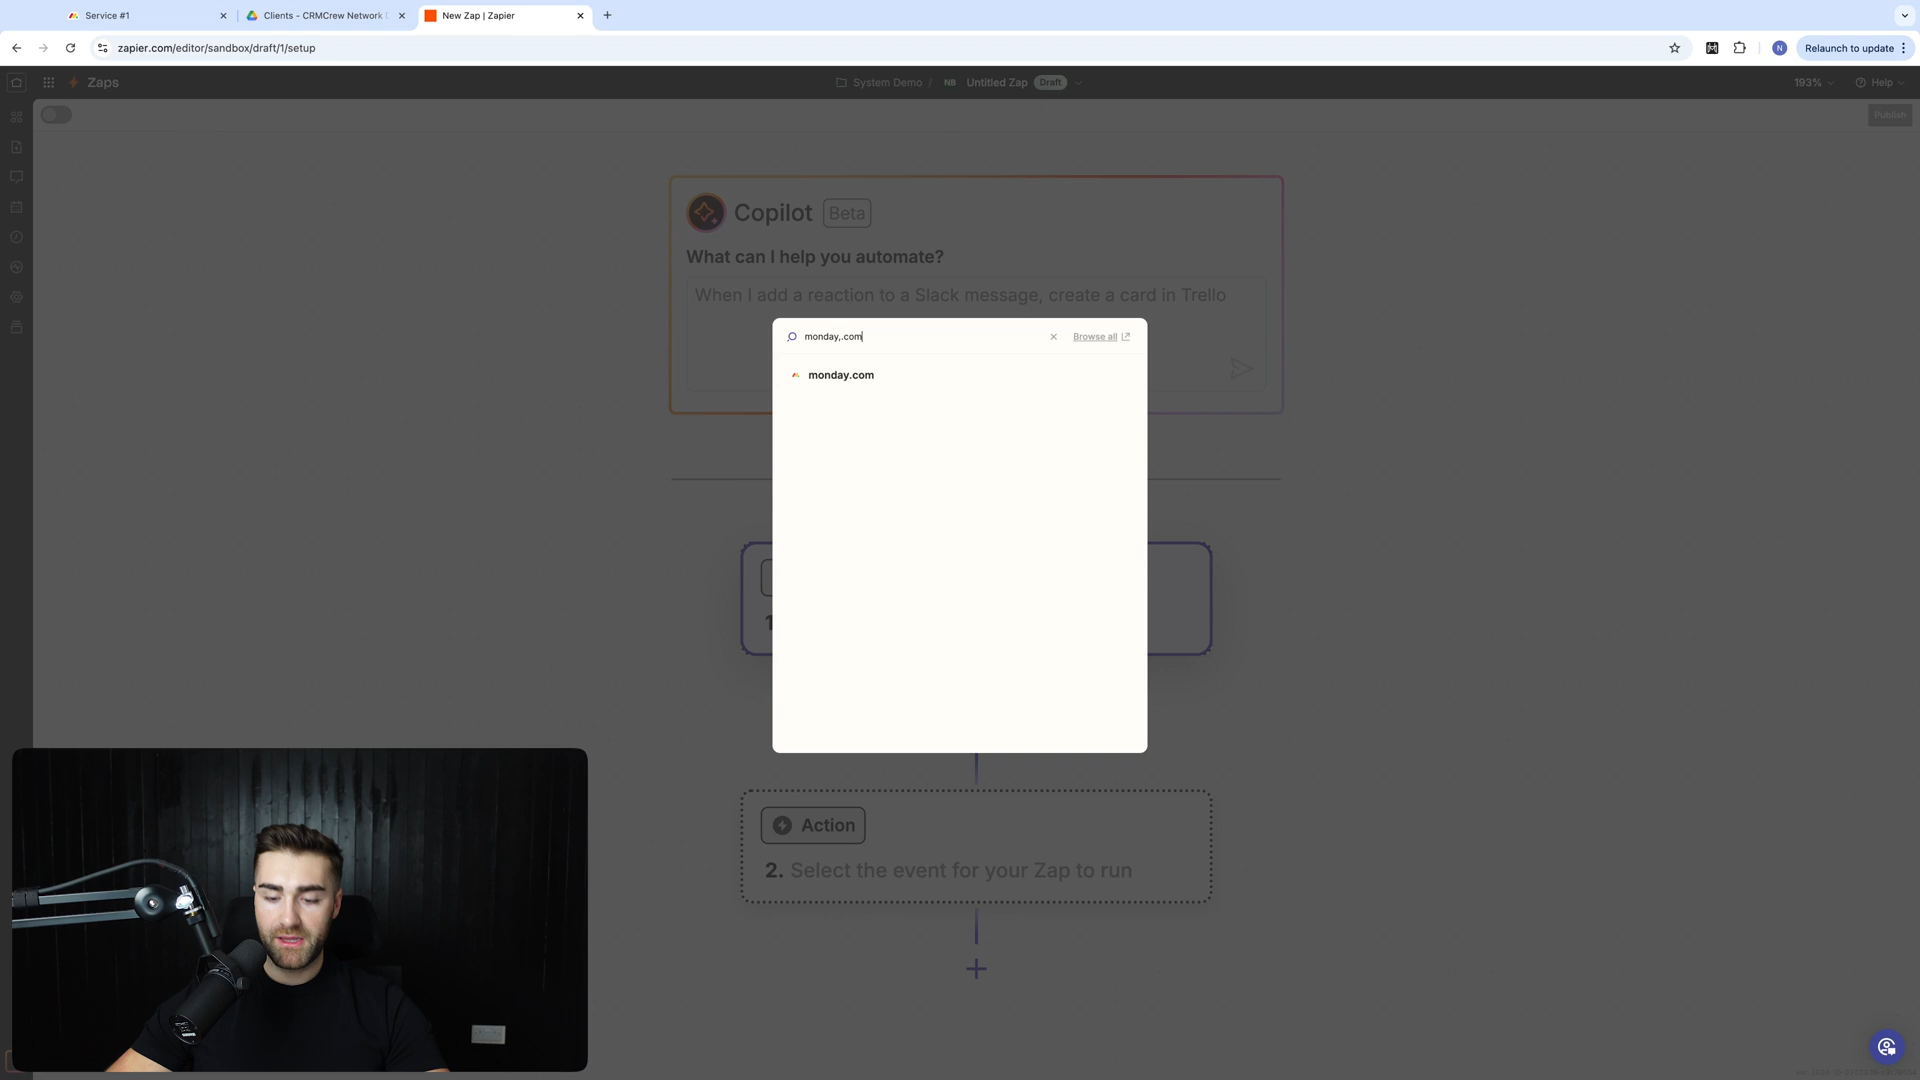 Service #1
Clients - CRMCrew Network D
New Zap | Zapier
zapier.com/editor/sandbox/draft/1/setup
N
Relaunch to update
Zaps
System Demo /
NB
Untitled Zap
Draft
193%
Help
Publish
Copilot
Beta
What can I help you automate?
When I add a reaction to a Slack message, create a card in Trello
monday,.com
Browse all
monday.com
1
Action
2. Select the event for your Zap to run